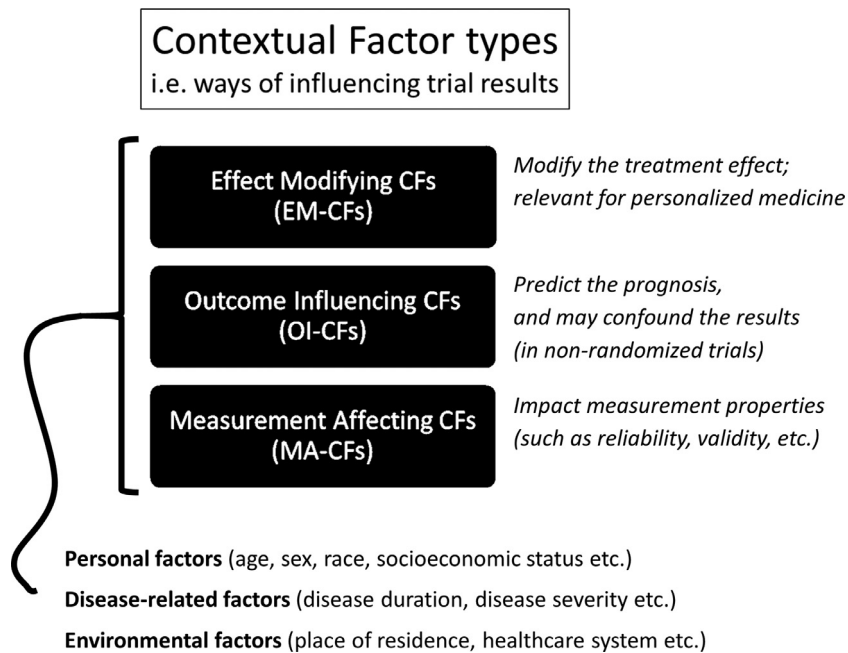 Contextual Factor types
i.e. ways of influencing trial results
Effect Modifying CFs
(EM-CFs)
Modify the treatment effect;
relevant for personalized medicine
Outcome Influencing CFs
(OI-CFs)
Predict the prognosis,
and may confound the results
(in non-randomized trials)
Measurement Affecting CFs
(MA-CFs)
Impact measurement properties
(such as reliability, validity, etc.)
Personal factors (age, sex, race, socioeconomic status etc.)
Disease-related factors (disease duration, disease severity etc.)
Environmental factors (place of residence, healthcare system etc.)